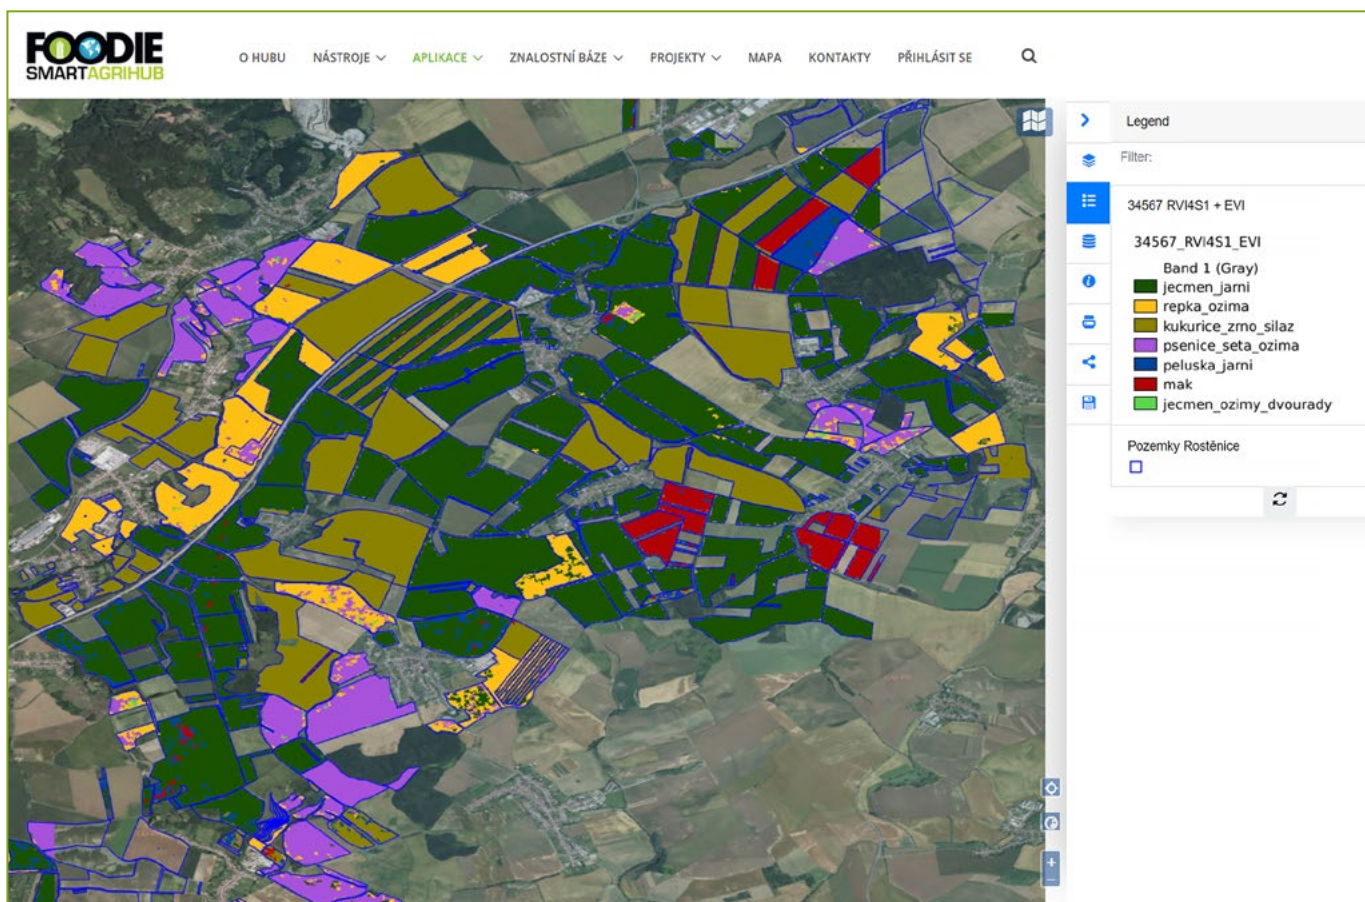 FOODIE
SMARTAGRIHUB
O HUBU NÁSTROJE APLIKACE ZNALOSTNÍ BÁZE PROJEKTY MAPA KONTAKTY PŘIHLÁSIT SE
Legend
Filter:
34567 RVI4S1 + EVI
34567_RVI4S1_EVI
Band 1 (Gray)
jecmen_jarni
repka_ozima
kukurice_zrno_silaz
psenice_seta_ozima
peluska_jarni
mak
jecmen_ozimy_dvourady
Pozemky Rostěnice